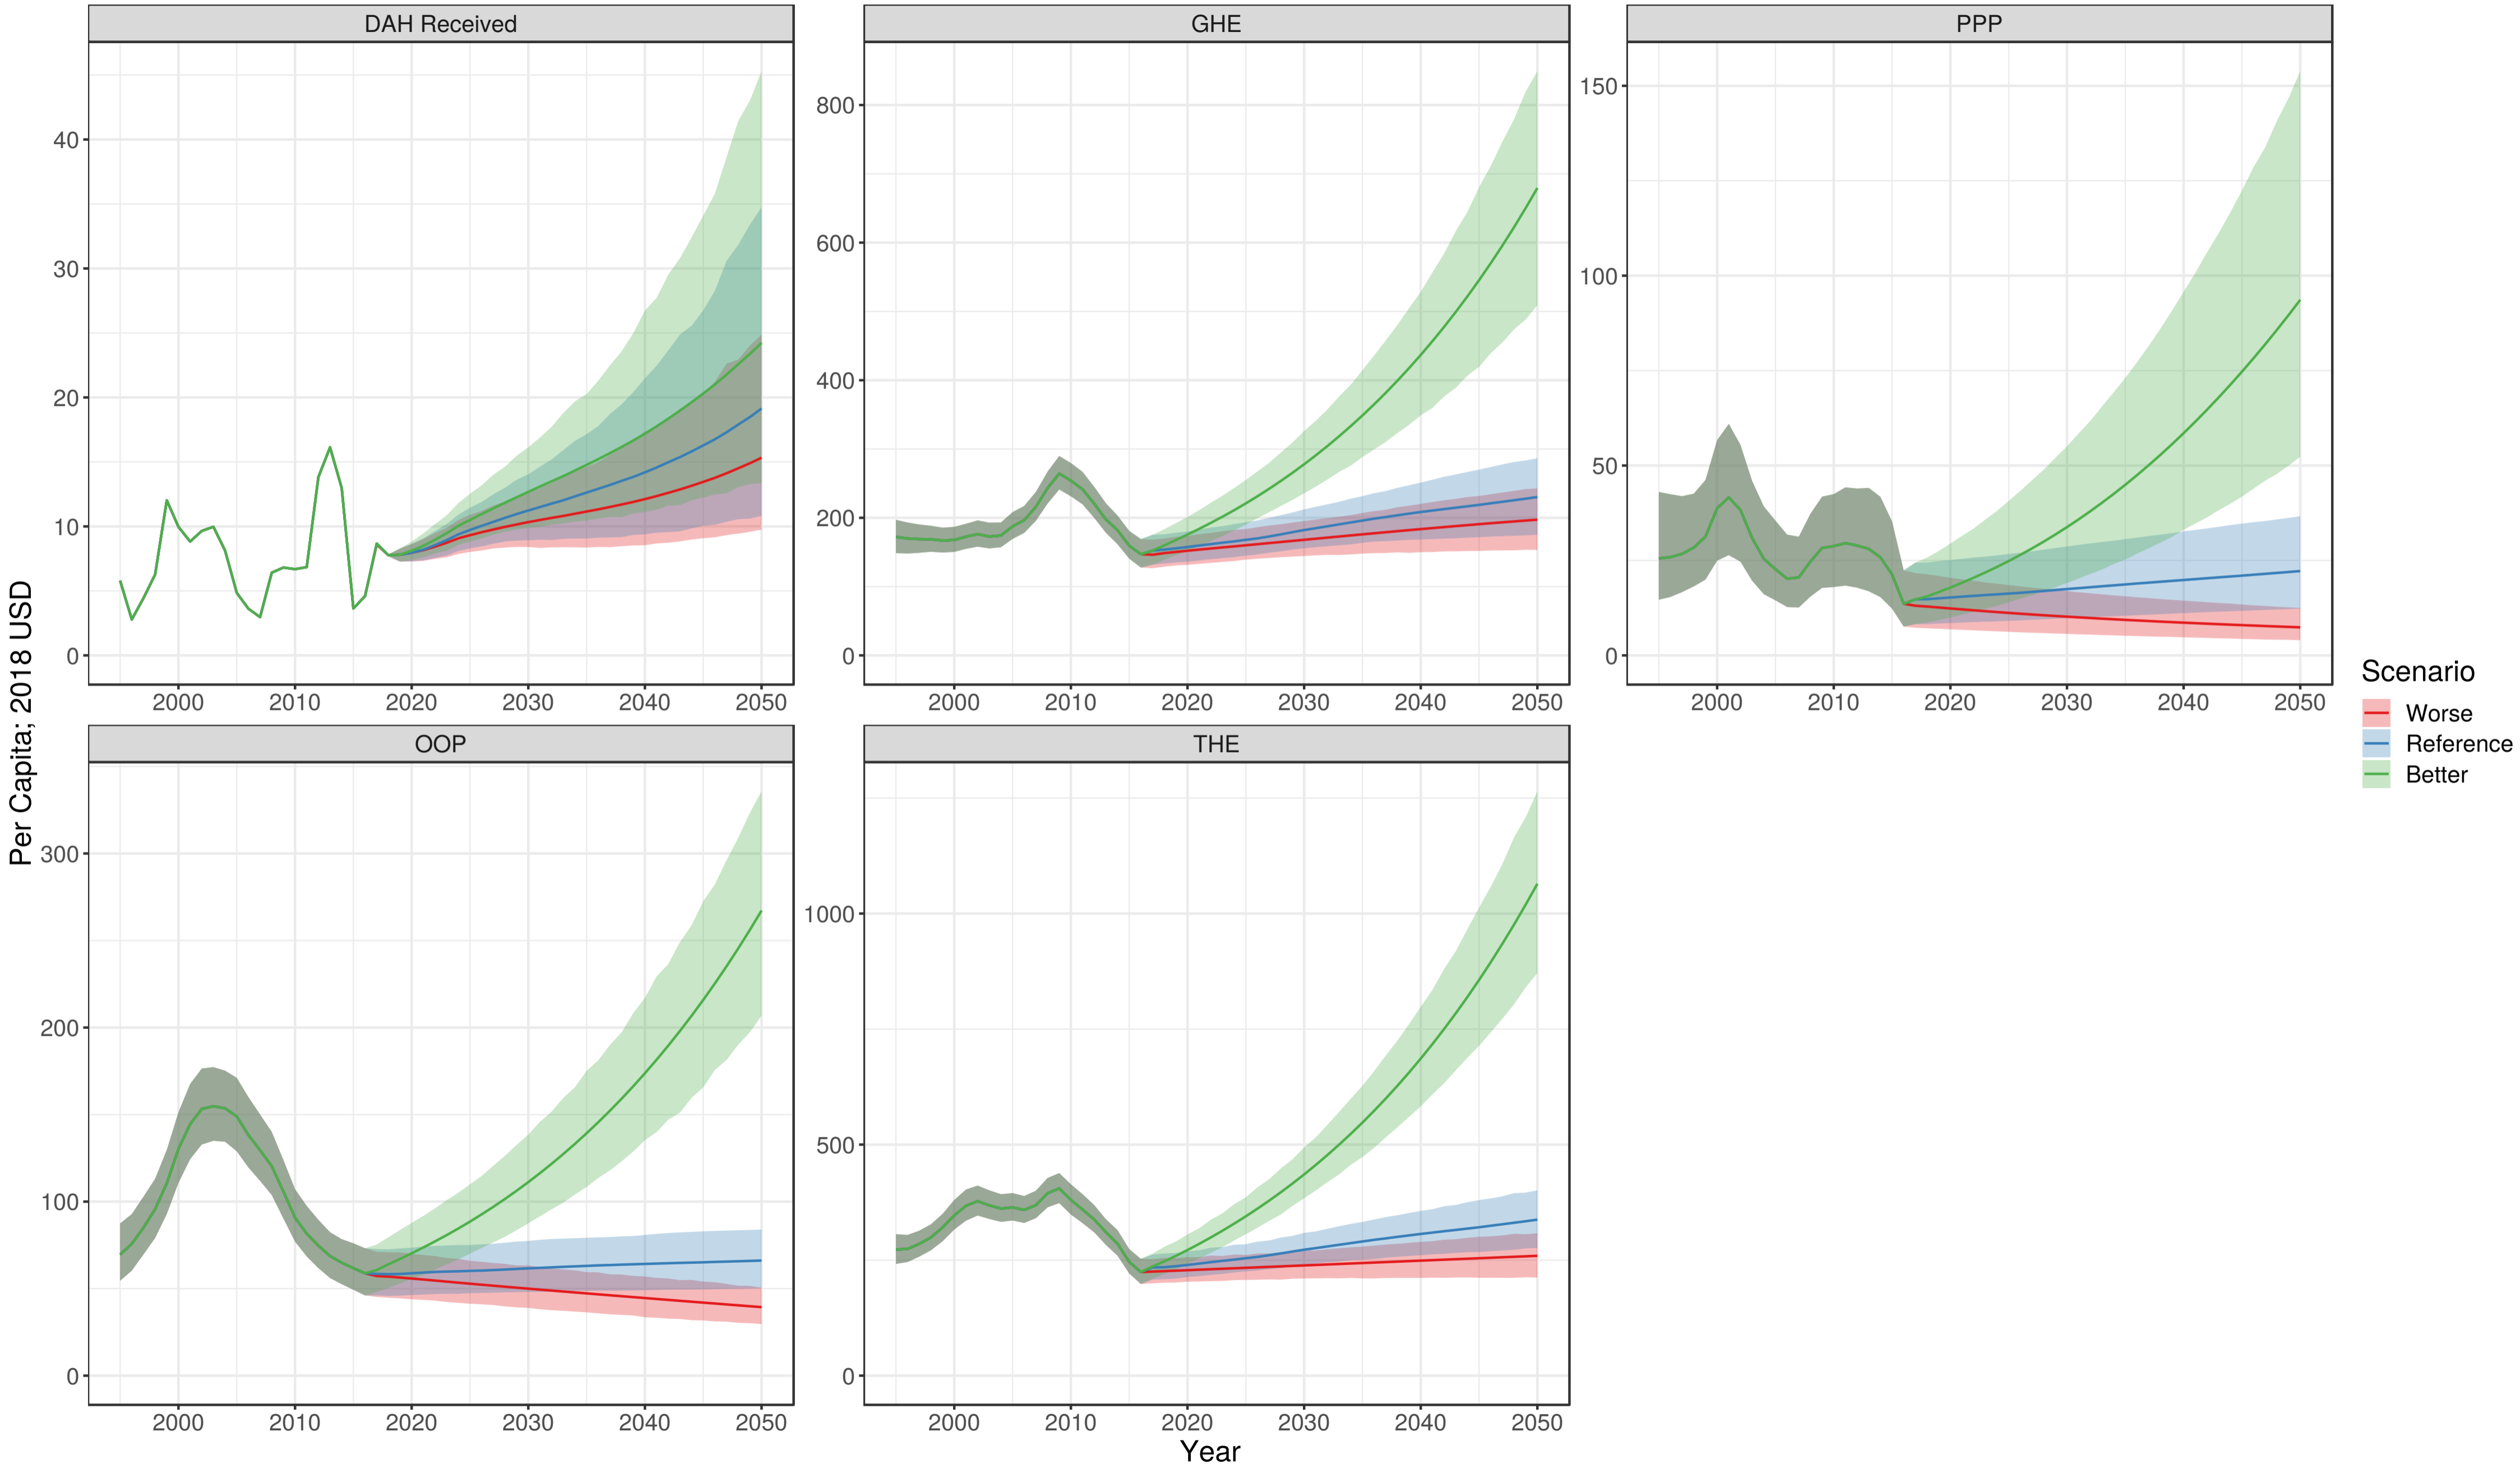 DAH Received
GHE
PPP
40
30
20
10
0
800
600
400
200
0
150
100
50
0
2000 2010 2020 2030 2040 2050
2000 2010 2020 2030 2040 2050
2000 2010 2020 2030 2040 2050
OOP
THE
300
200
100
0
1000
500
0
2000 2010 2020 2030 2040 2050
2000 2010 2020 2030 2040 2050
Year
Per Capita; 2018 USD
Scenario
Worse
Reference
Better